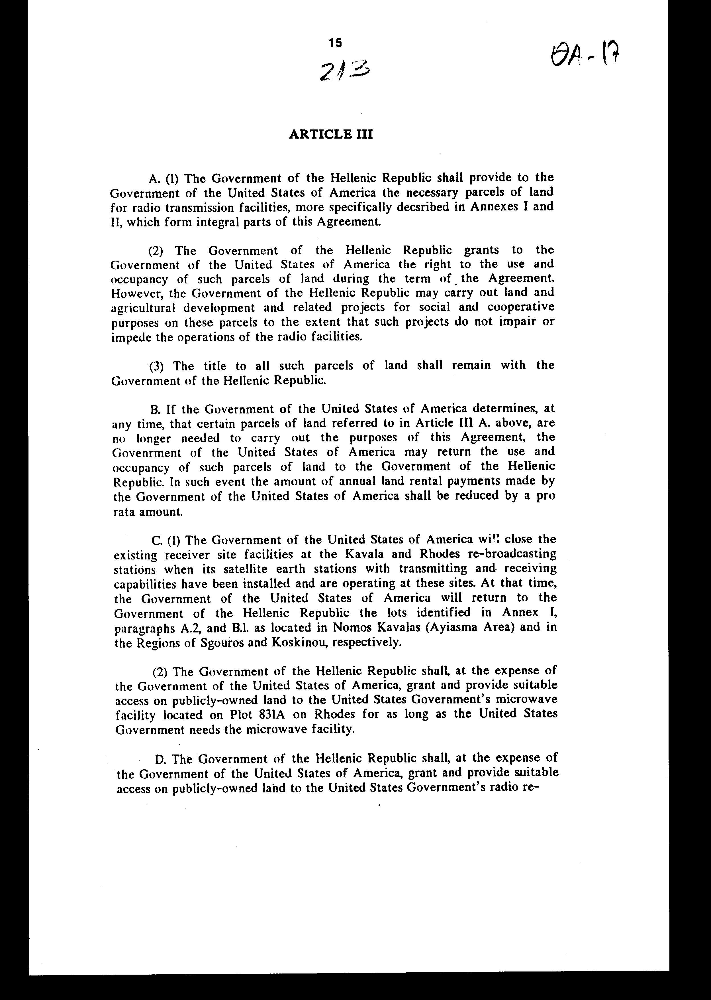 15
213
ΘΑ-17
ARTICLE III
A. (1) The Government of the Hellenic Republic shall provide to the
Government of the United States of America the necessary parcels of land
for radio transmission facilities, more specifically decsribed in Annexes I and
II, which form integral parts of this Agreement.
(2) The Government of the Hellenic Republic grants to the
Government of the United States of America the right to the use and
occupancy of such parcels of land during the term of the Agreement.
However, the Government of the Hellenic Republic may carry out land and
agricultural development and related projects for social and cooperative
purposes on these parcels to the extent that such projects do not impair or
impede the operations of the radio facilities.
(3) The title to all such parcels of land shall remain with the
Government of the Hellenic Republic.
B. If the Government of the United States of America determines, at
any time, that certain parcels of land referred to in Article III A. above, are
no longer needed to carry out the purposes of this Agreement, the
Govenrment of the United States of America may return the use and
occupancy of such parcels of land to the Government of the Hellenic
Republic. In such event the amount of annual land rental payments made by
the Government of the United States of America shall be reduced by a pro
rata amount.
C. (1) The Government of the United States of America will close the
existing receiver site facilities at the Kavala and Rhodes re-broadcasting
stations when its satellite earth stations with transmitting and receiving
capabilities have been installed and are operating at these sites. At that time,
the Government of the United States of America will return to the
Government of the Hellenic Republic the lots identified in Annex I,
paragraphs A.2, and B.1. as located in Nomos Kavalas (Ayiasma Area) and in
the Regions of Sgouros and Koskinou, respectively.
(2) The Government of the Hellenic Republic shall, at the expense of
the Government of the United States of America, grant and provide suitable
access on publicly-owned land to the United States Government's microwave
facility located on Plot 831A on Rhodes for as long as the United States
Government needs the microwave facility.
D. The Government of the Hellenic Republic shall, at the expense of
the Government of the United States of America, grant and provide suitable
access on publicly-owned land to the United States Government's radio re-